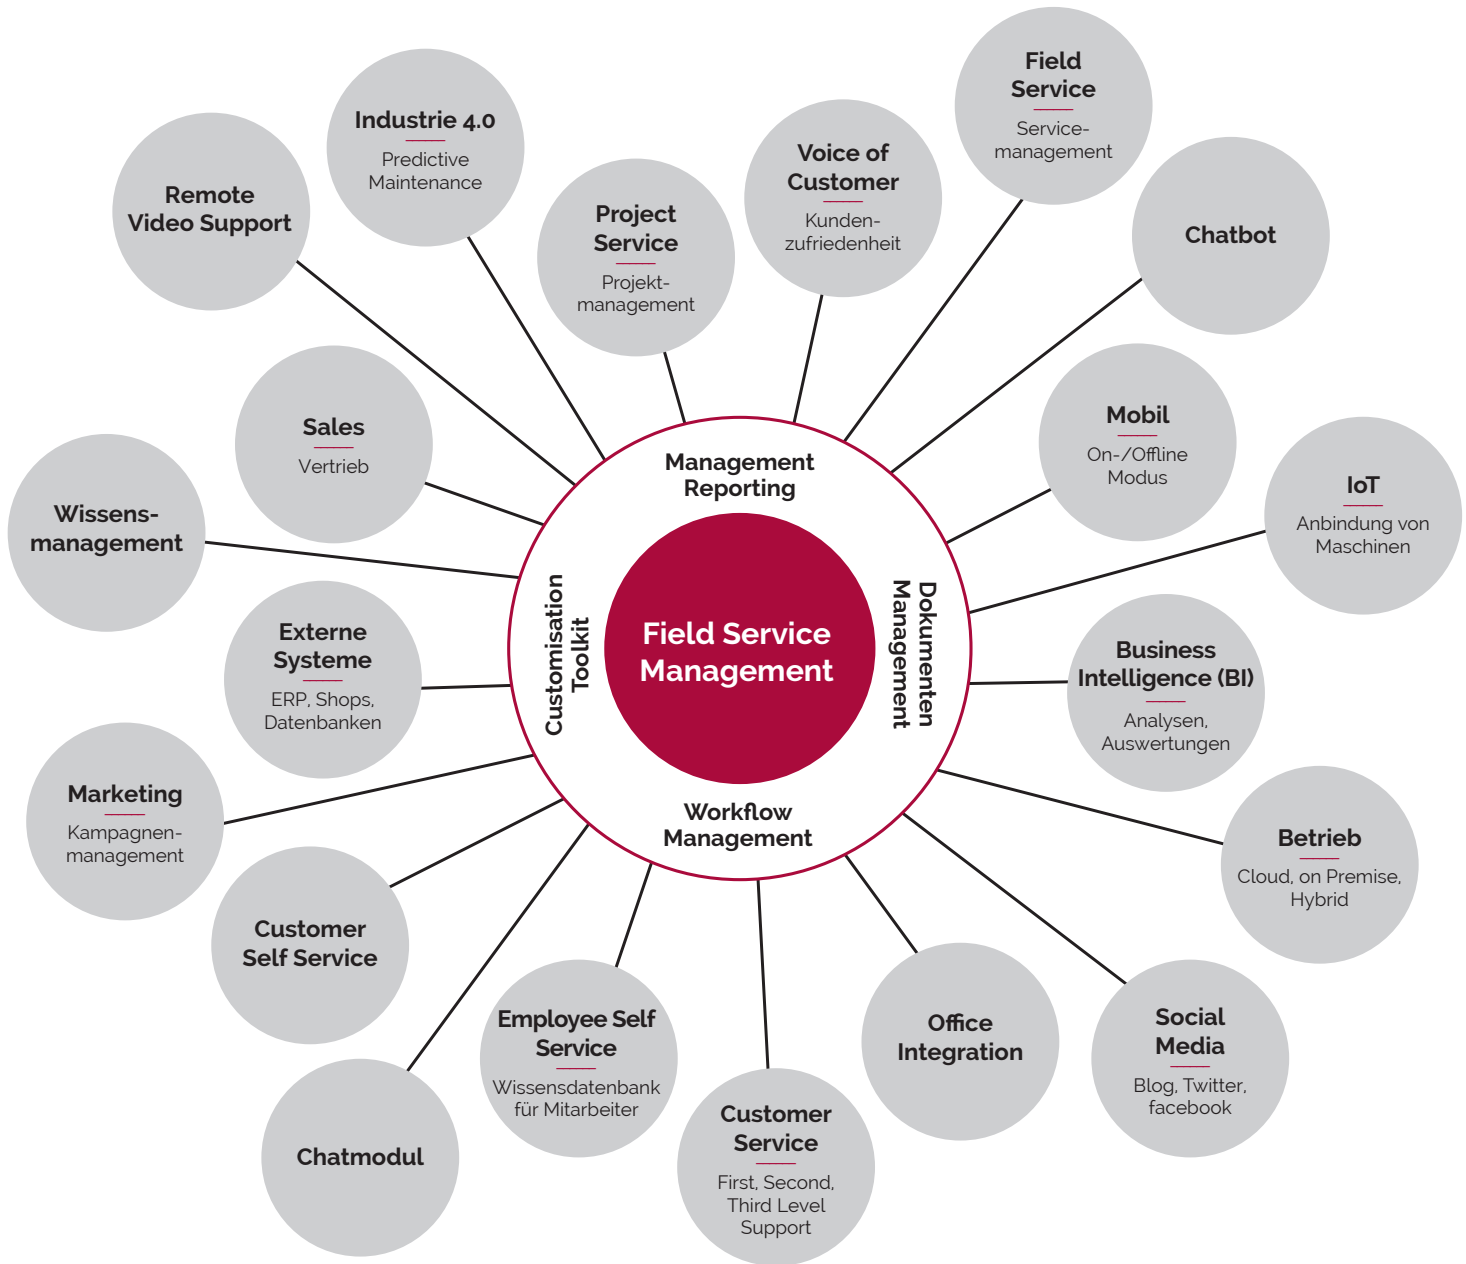 Field
Service
Service-
management
Industrie 4.0
Predictive
Maintenance
Voice of
Customer
Kunden-
zufriedenheit
Remote
Video Support
Project
Service
Projekt-
management
Chatbot
Sales
Vertrieb
Mobil
On-/Offline
Modus
IoT
Anbindung von
Maschinen
Wissens-
management
Management
Reporting
Customisation
Toolkit
Field Service
Management
Dokumenten
Management
Workflow
Management
Externe
Systeme
ERP, Shops,
Datenbanken
Business
Intelligence (BI)
Analysen,
Auswertungen
Marketing
Kampagnen-
management
Betrieb
Cloud, on Premise,
Hybrid
Customer
Self Service
Employee Self
Service
Wissensdatenbank
für Mitarbeiter
Office
Integration
Social
Media
Blog, Twitter,
facebook
Chatmodul
Customer
Service
First, Second,
Third Level
Support